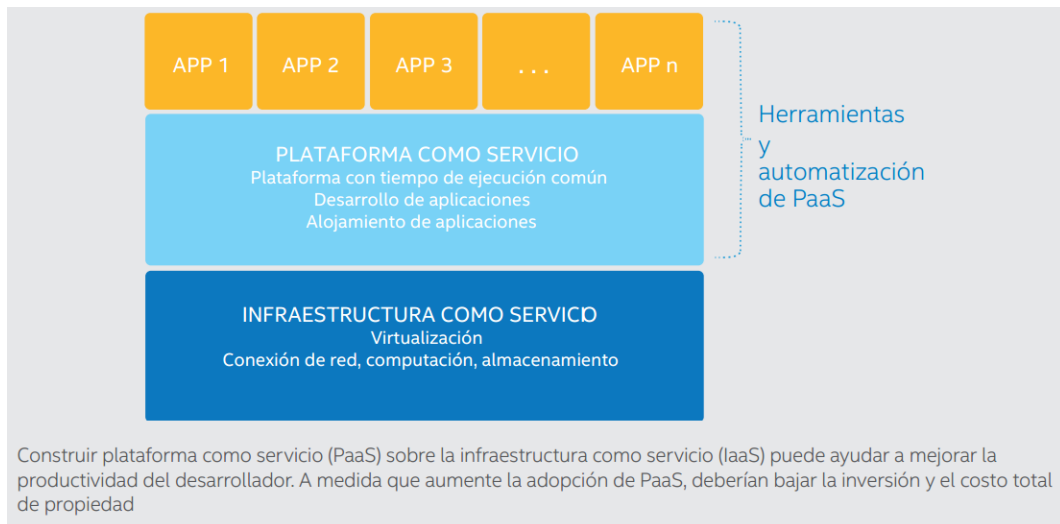 APP 1 APP 2 APP 3 ... APP n
Herramientas
y
automatización
de PaaS
PLATAFORMA COMO SERVICIO
Plataforma con tiempo de ejecución común
Desarrollo de aplicaciones
Alojamiento de aplicaciones
INFRAESTRUCTURA COMO SERVICIO
Virtualización
Conexión de red, computación, almacenamiento
Construir plataforma como servicio (PaaS) sobre la infraestructura como servicio (IaaS) puede ayudar a mejorar la
productividad del desarrollador. A medida que aumente la adopción de PaaS, deberían bajar la inversión y el costo total
de propiedad